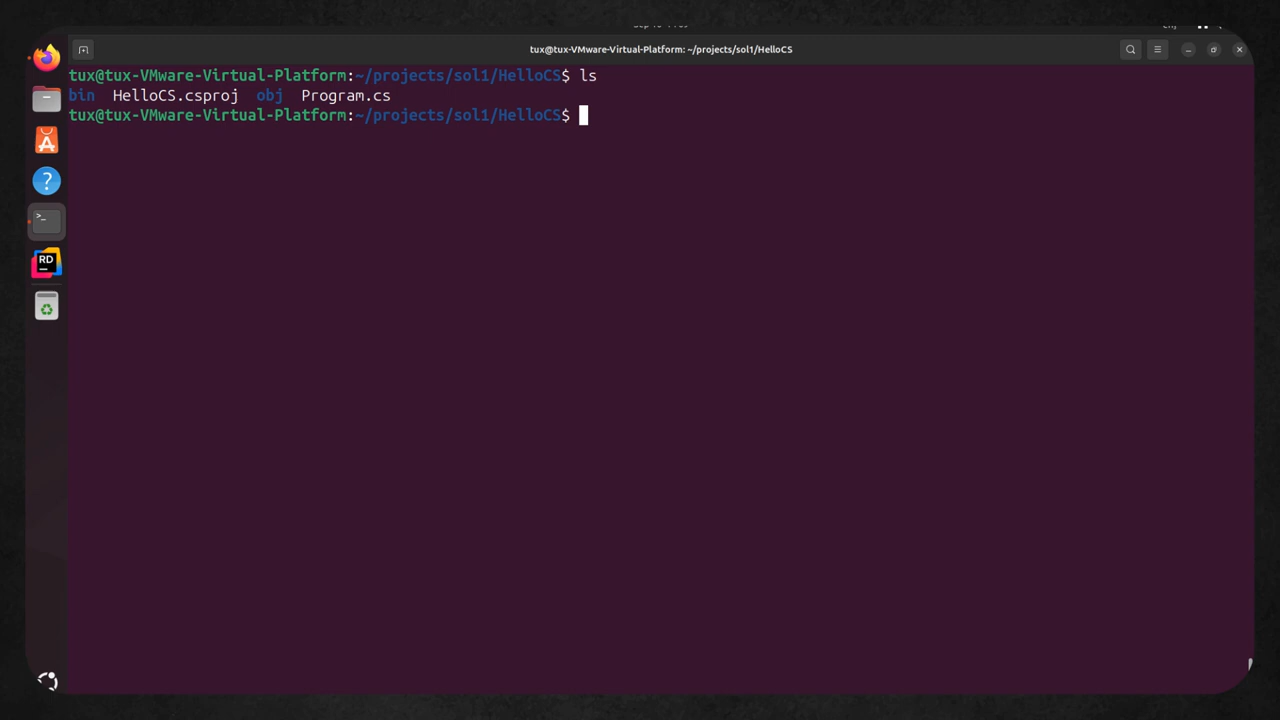 tux@tux-VMware-Virtual-Platform: ~/projects/sol1/HelloCS
tux@tux-VMware-Virtual-Platform:~/projects/sol1/HelloCS$ ls
bin  HelloCS.csproj  obj  Program.cs
tux@tux-VMware-Virtual-Platform:~/projects/sol1/HelloCS$
?
>_
RD